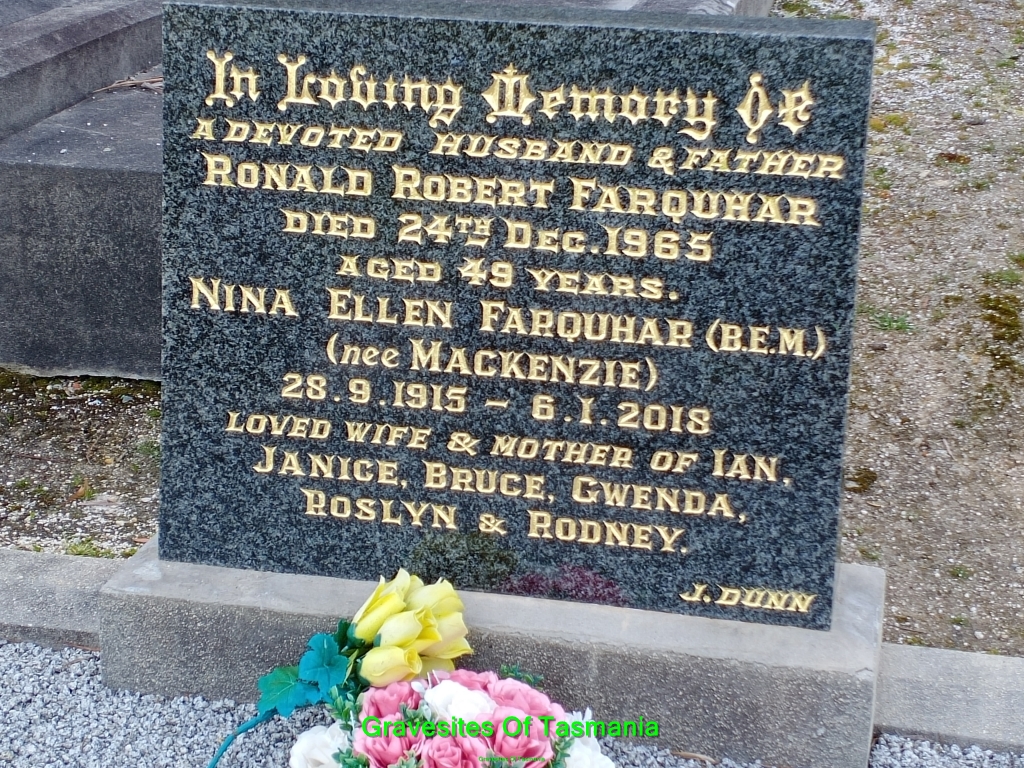 In Loving Memory Of
A DEVOTED HUSBAND & FATHER
RONALD ROBERT FARQUHAR
DIED 24TH DEC. 1965
AGED 49 YEARS.
NINA ELLEN FARQUHAR (B.E.M.)
(nee MACKENZIE)
28.9.1915 - 6.1.2018
LOVED WIFE & MOTHER OF IAN,
JANICE, BRUCE, GWENDA,
ROSLYN & RODNEY.
J. DUNN
Gravesites Of Tasmania